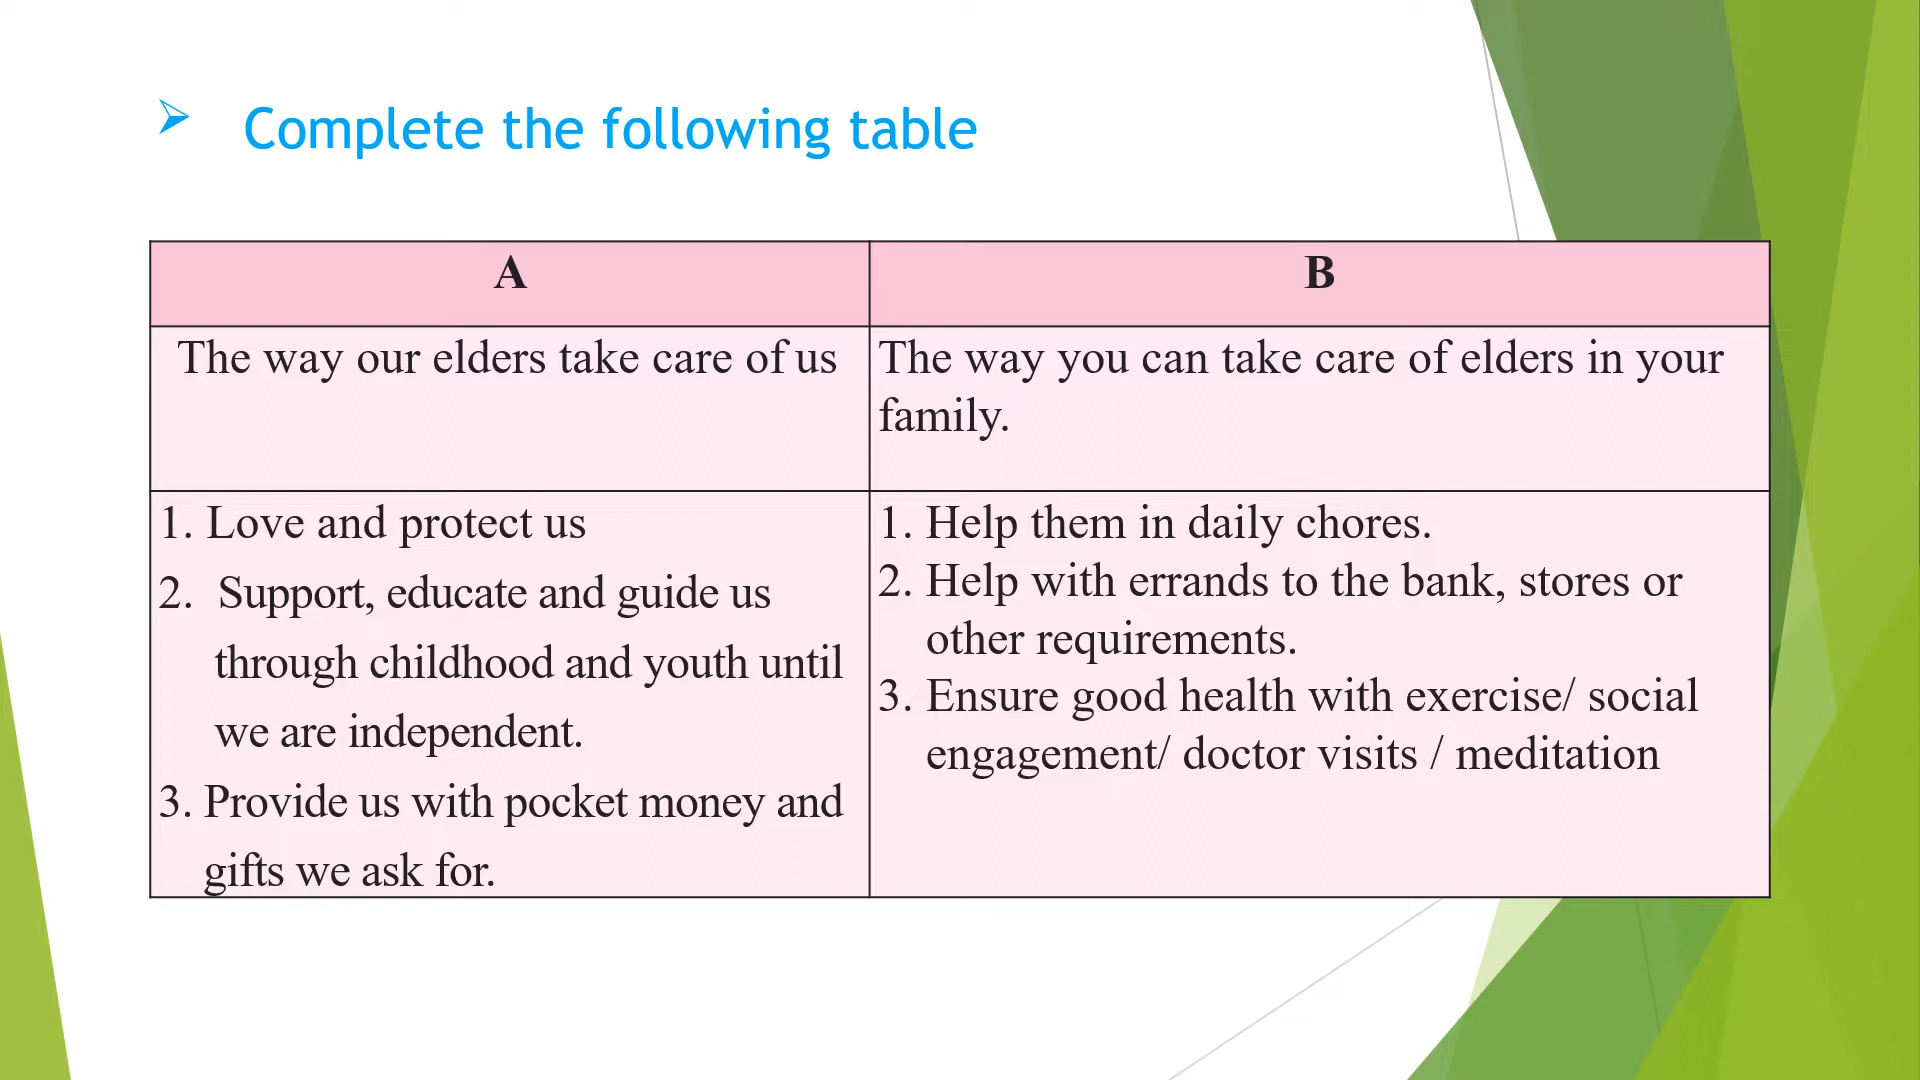 Complete the following table
A
B
The way our elders take care of us
The way you can take care of elders in your
family.
1. Love and protect us
2. Support, educate and guide us
through childhood and youth until
we are independent.
3. Provide us with pocket money and
gifts we ask for.
1. Help them in daily chores.
2. Help with errands to the bank, stores or
other requirements.
3. Ensure good health with exercise/ social
engagement/ doctor visits / meditation